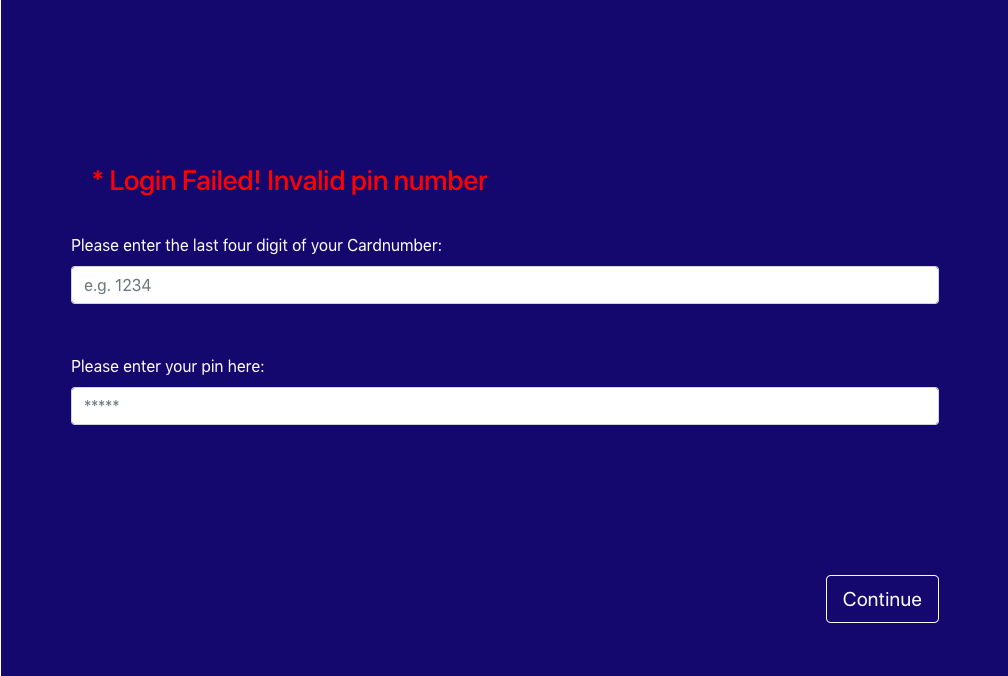 * Login Failed! Invalid pin number
Please enter the last four digit of your Cardnumber:
e.g. 1234
Please enter your pin here:
*****
Continue